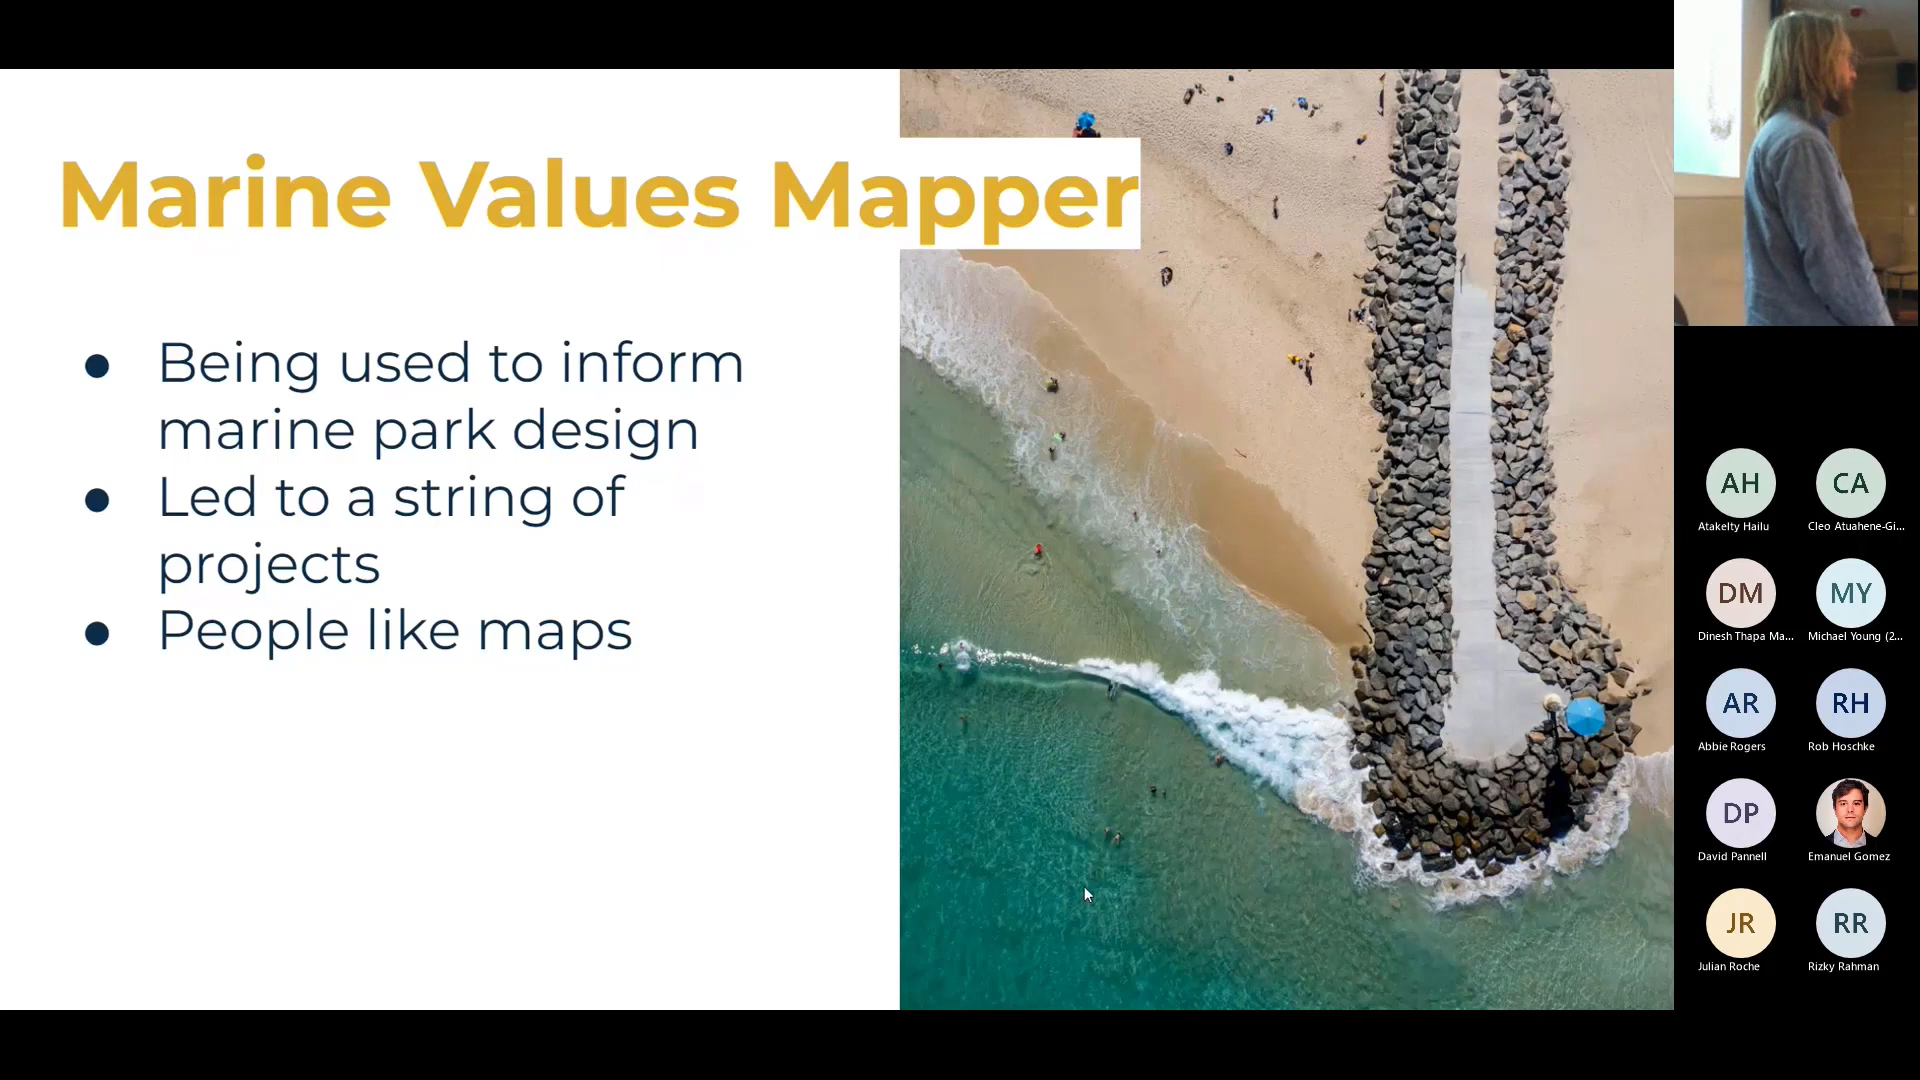 Marine Values Mapper
● Being used to inform
marine park design
● Led to a string of
projects
● People like maps
AH
CA
Atakelty Hailu
Cleo Atuahene-Gi...
DM
MY
Dinesh Thapa Ma...
Michael Young (2...
AR
RH
Abbie Rogers
Rob Hoschke
DP
David Pannell
Emanuel Gomez
JR
RR
Julian Roche
Rizky Rahman